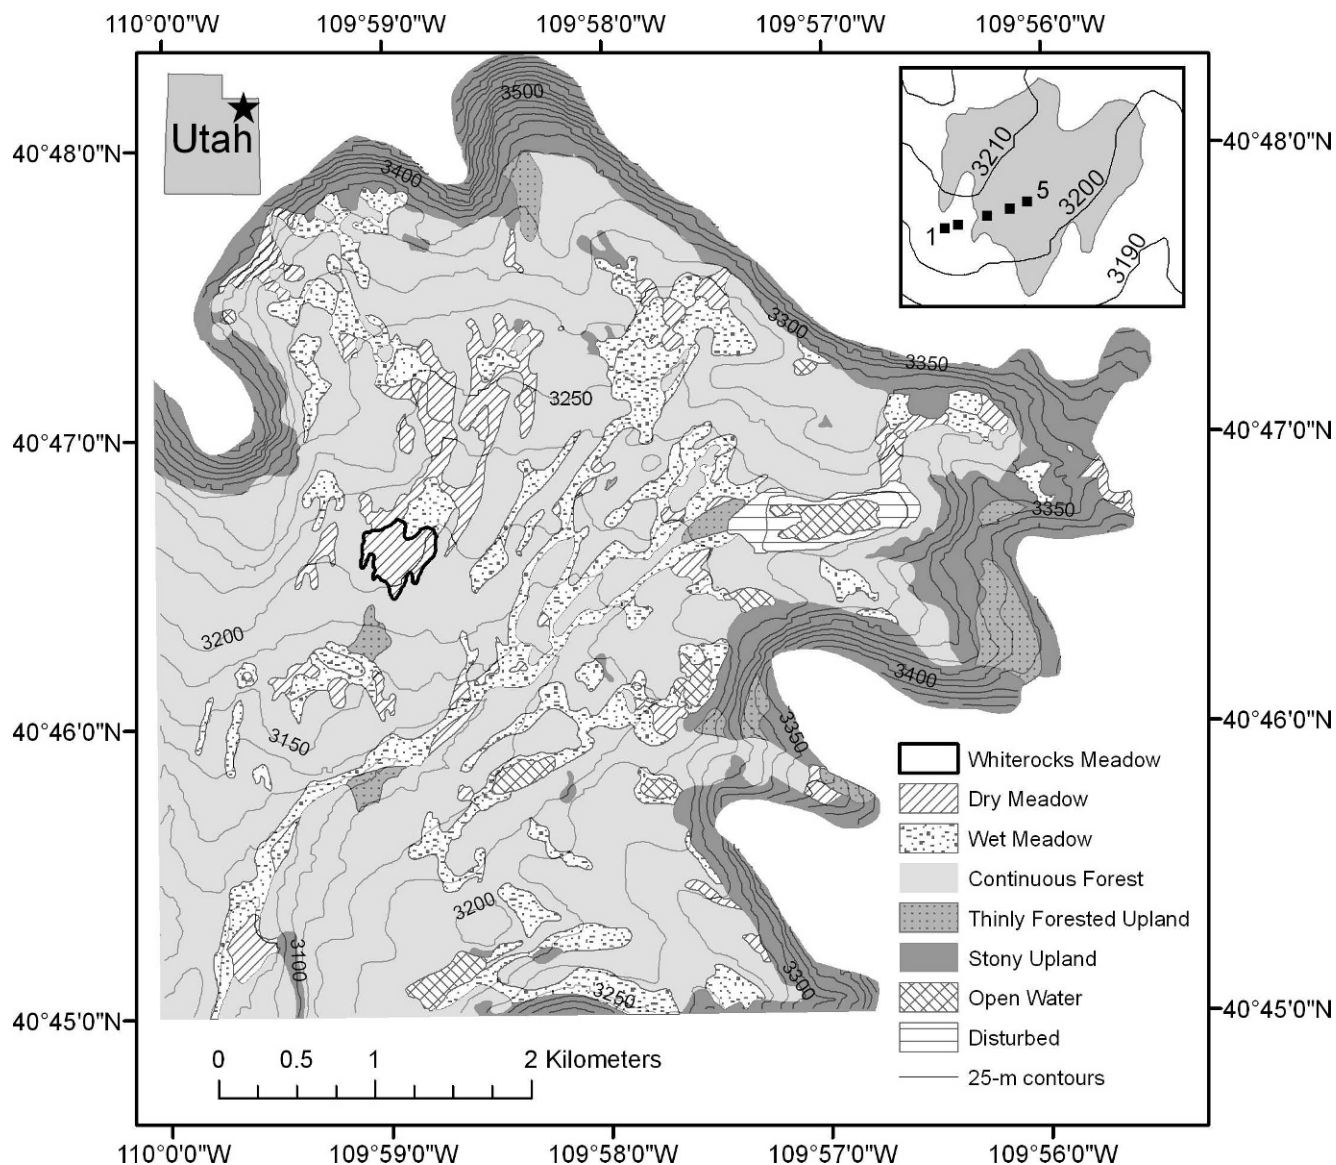 110°0'0"W 109°59'0"W 109°58'0"W 109°57'0"W 109°56'0"W
Utah
3500
3400
3210
5
3200
1
3190
40°48'0"N 40°48'0"N
3300
3350
3250
40°47'0"N 40°47'0"N
3350
3200
3400
40°46'0"N 40°46'0"N
3150
3350
Whiterocks Meadow
Dry Meadow
Wet Meadow
Continuous Forest
Thinly Forested Upland
Stony Upland
Open Water
Disturbed
25-m contours
3200
3100
3300
3250
40°45'0"N 40°45'0"N
0 0.5 1 2 Kilometers
110°0'0"W 109°59'0"W 109°58'0"W 109°57'0"W 109°56'0"W